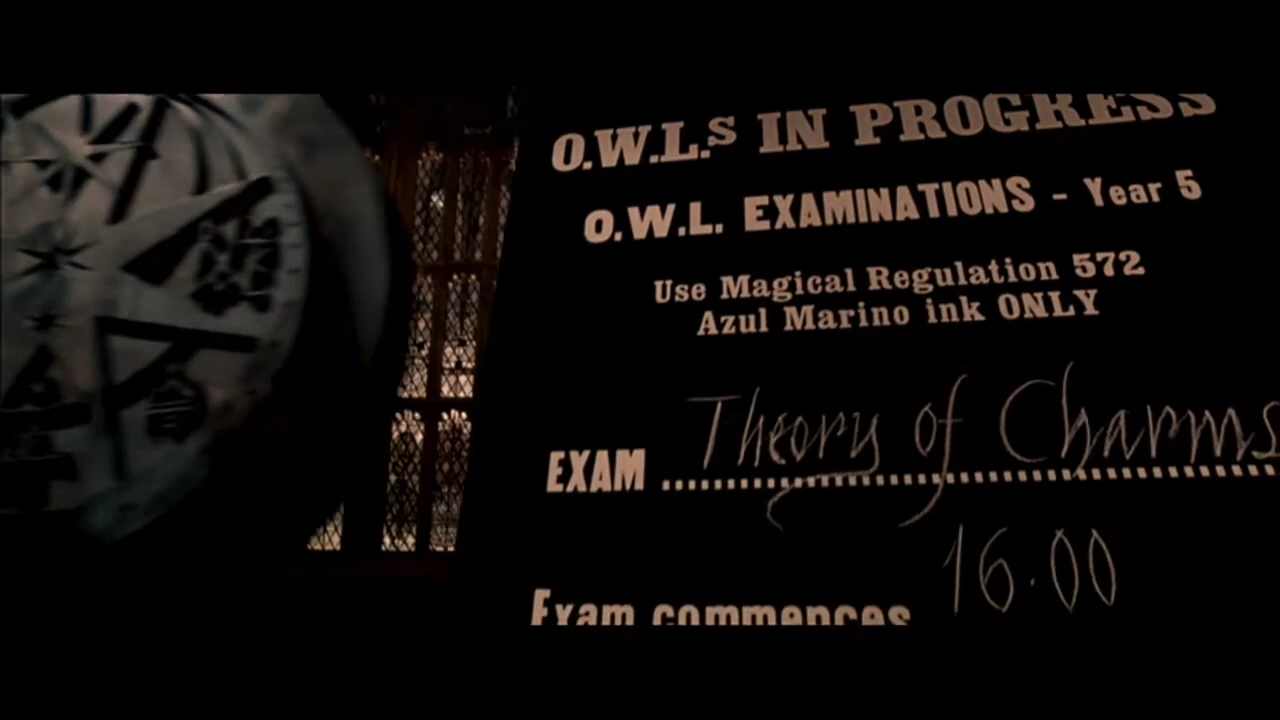 O.W.L.s IN PROGRESS
O.W.L. EXAMINATIONS - Year 5
Use Magical Regulation 572
Azul Marino ink ONLY
EXAM Theory of Charms
16.00
Exam commences